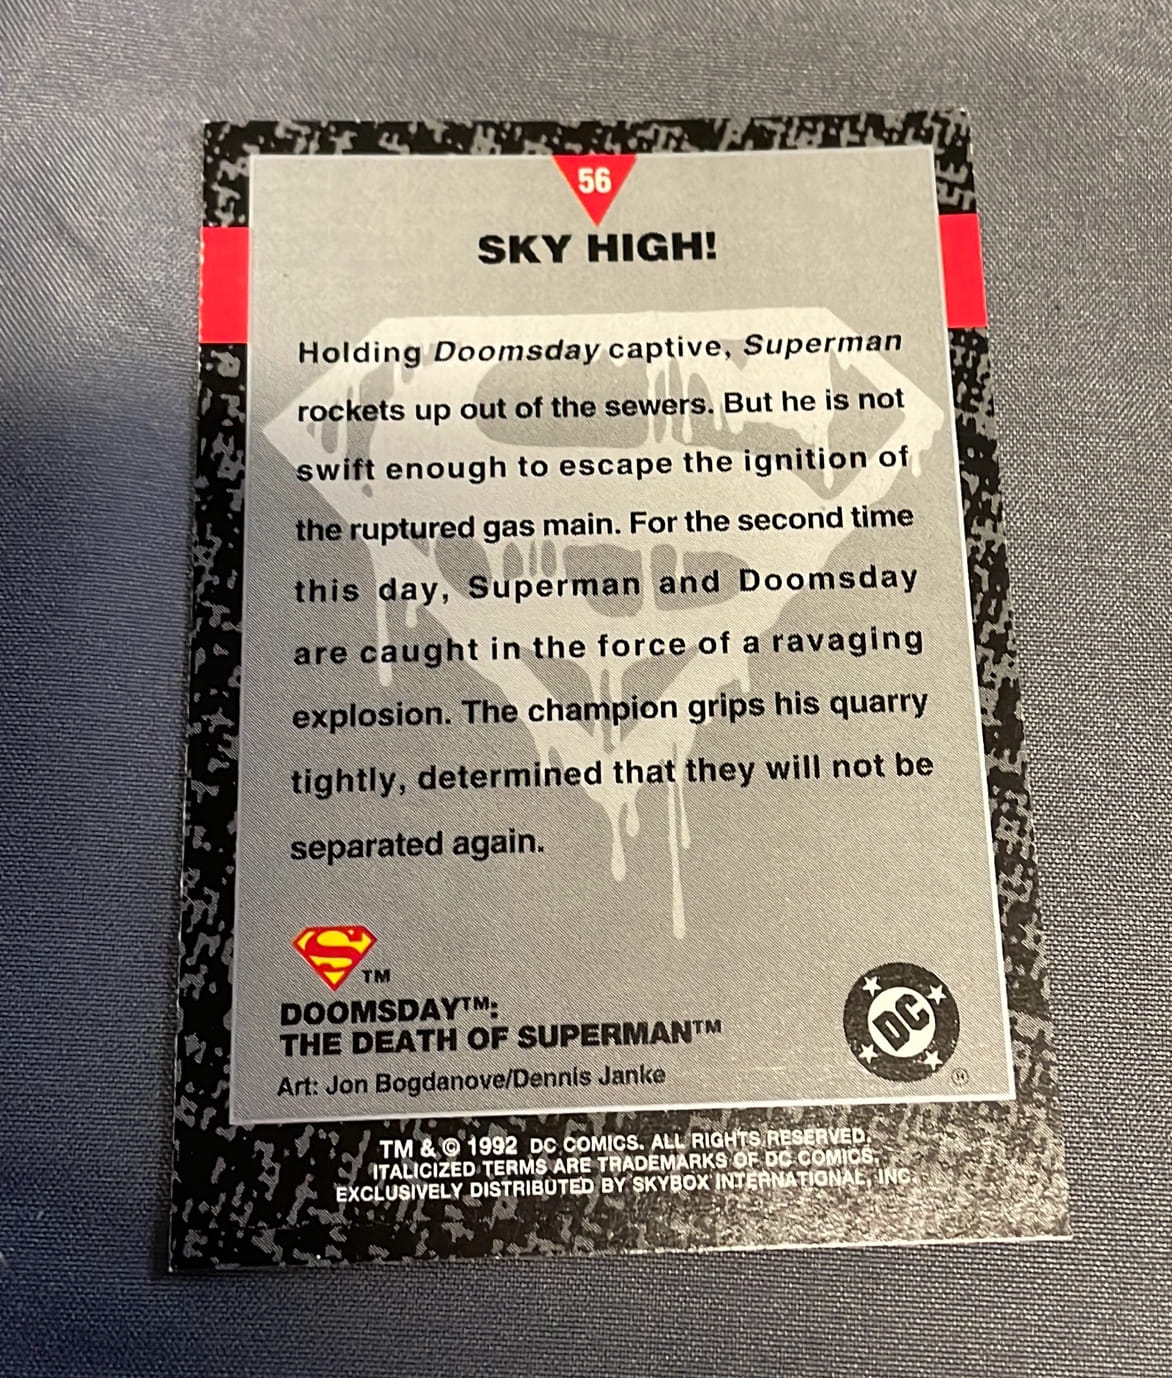 56
SKY HIGH!
Holding Doomsday captive, Superman
rockets up out of the sewers. But he is not
swift enough to escape the ignition of
the ruptured gas main. For the second time
this day, Superman and Doomsday
are caught in the force of a ravaging
explosion. The champion grips his quarry
tightly, determined that they will not be
separated again.
S
TM
DOOMSDAY™:
THE DEATH OF SUPERMAN™
Art: Jon Bogdanove/Dennis Janke
DC
TM & © 1992 DC COMICS. ALL RIGHTS RESERVED.
ITALICIZED TERMS ARE TRADEMARKS OF DC COMICS.
EXCLUSIVELY DISTRIBUTED BY SKYBOX INTERNATIONAL, INC.